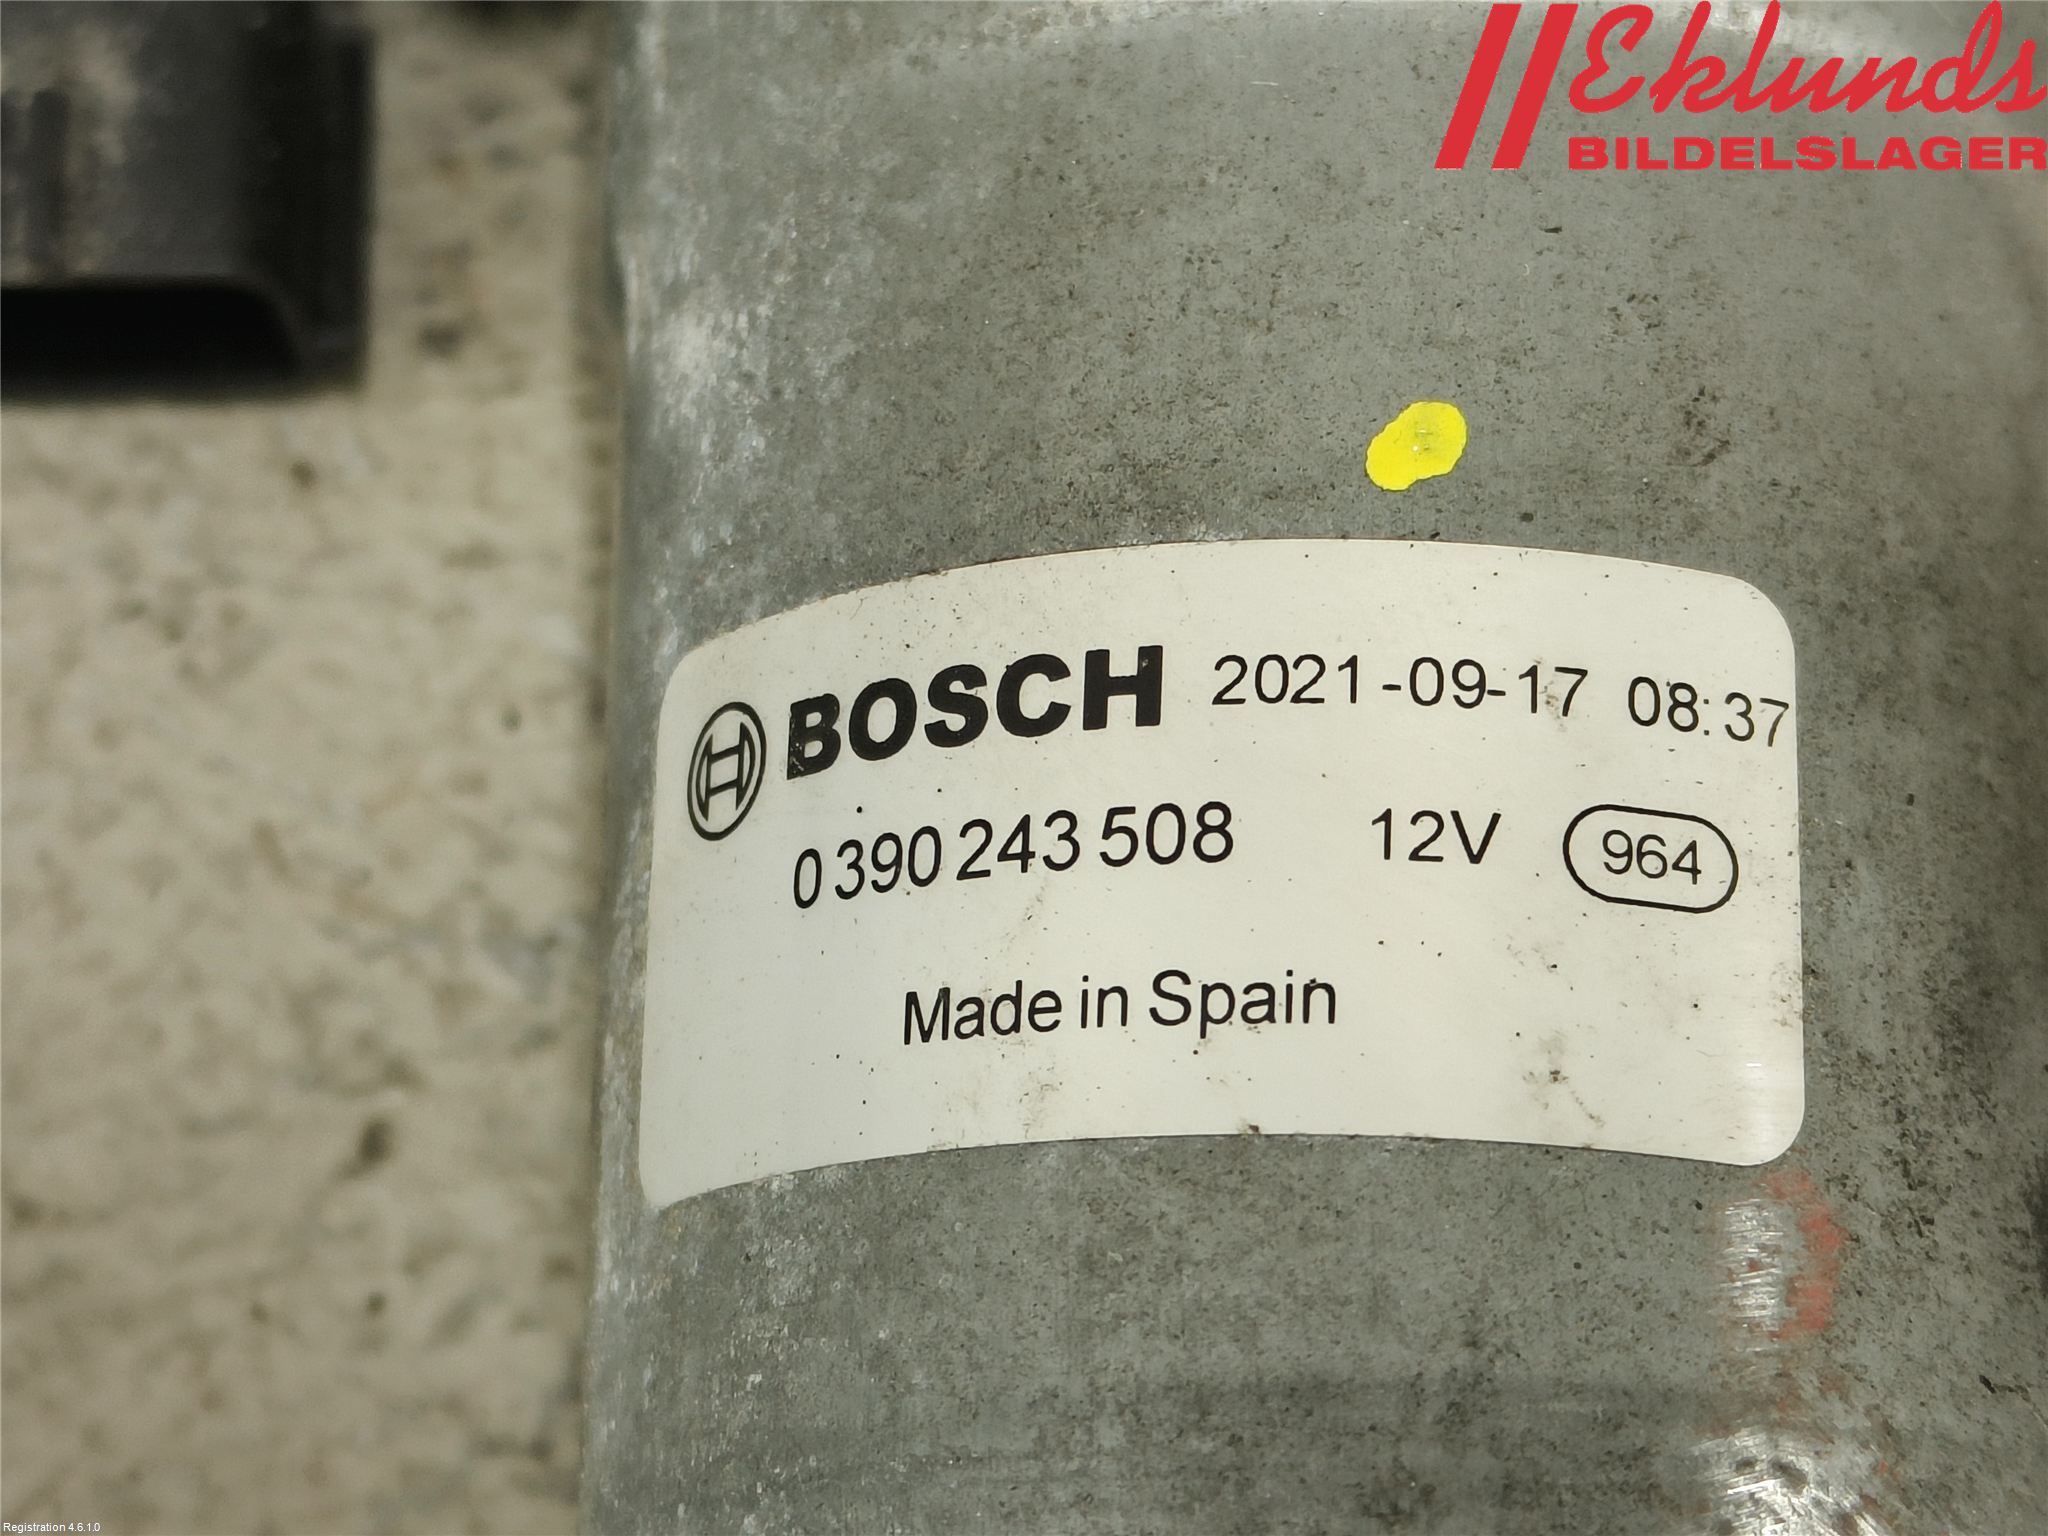 Eklunds
BILDELSLAGER
BOSCH 2021-09-17 08:37
0 390 243 508 12V 964
Made in Spain
Registration 4.6.1.0